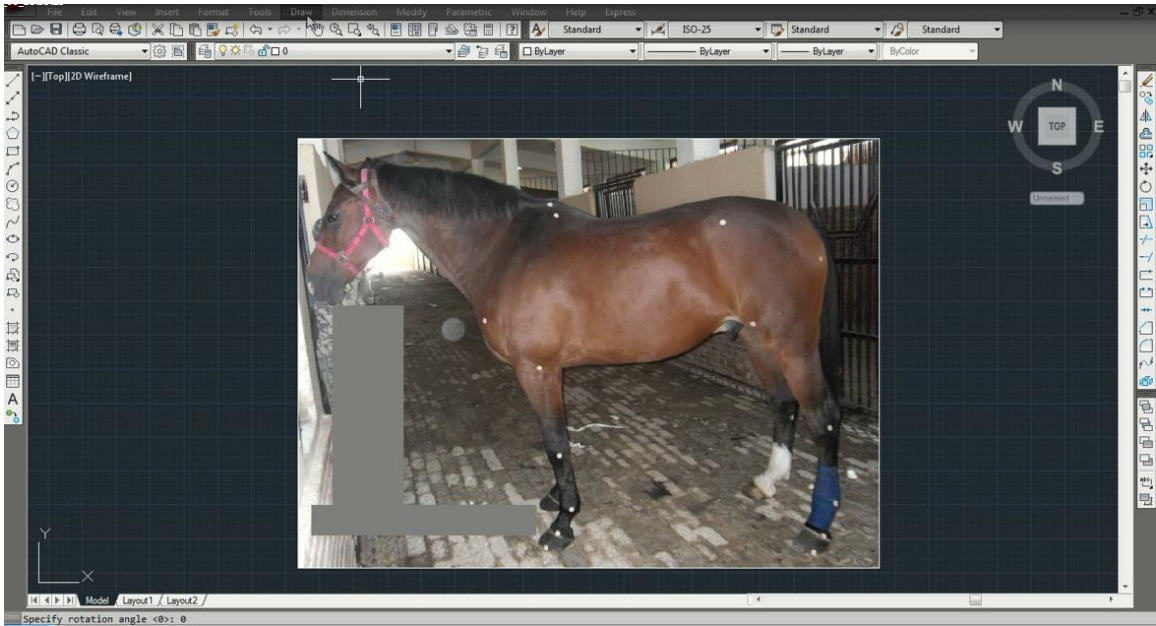 File Edit View Insert Format Tools Draw Dimension Modify Parametric Window Help Express
Standard ISO-25 Standard Standard
AutoCAD Classic 0 ByLayer ByLayer ByLayer ByColor
[−][Top][2D Wireframe]
N
W TOP E
S
Unnamed
A
Y
X
Model Layout1 Layout2
Specify rotation angle <0>: 0